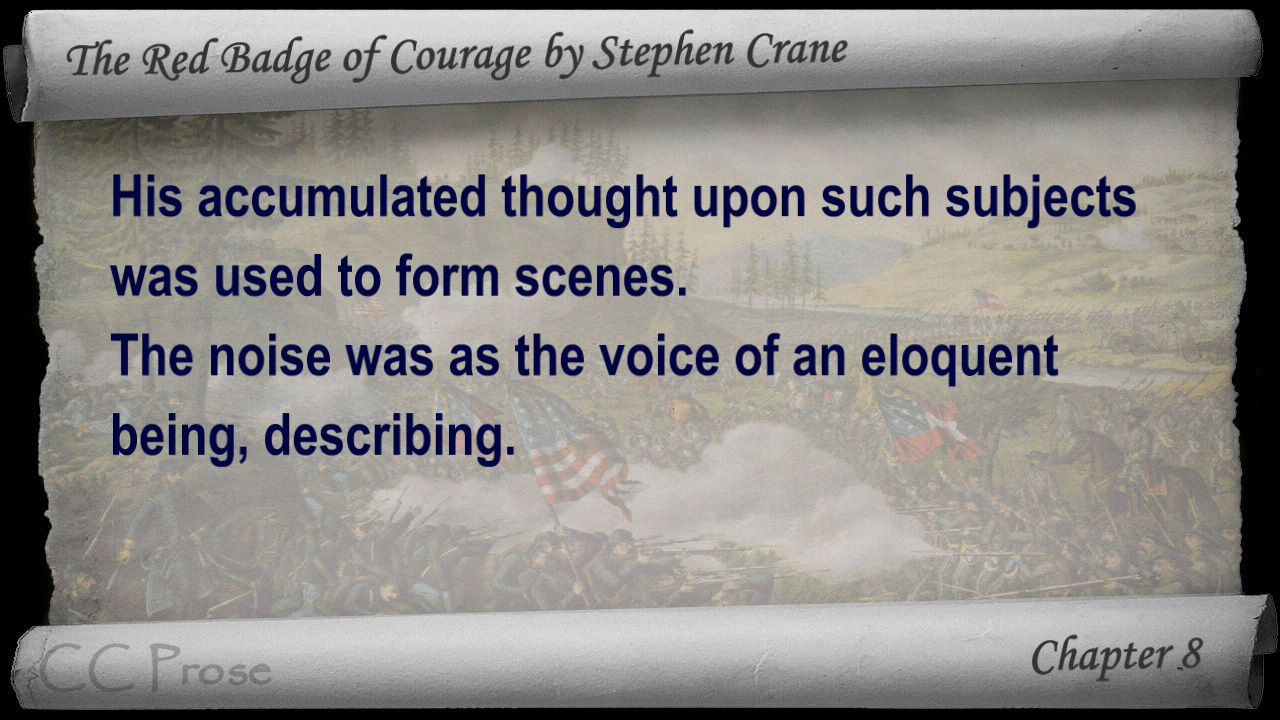 The Red Badge of Courage by Stephen Crane
His accumulated thought upon such subjects
was used to form scenes.
The noise was as the voice of an eloquent
being, describing.
CC Prose
Chapter 8